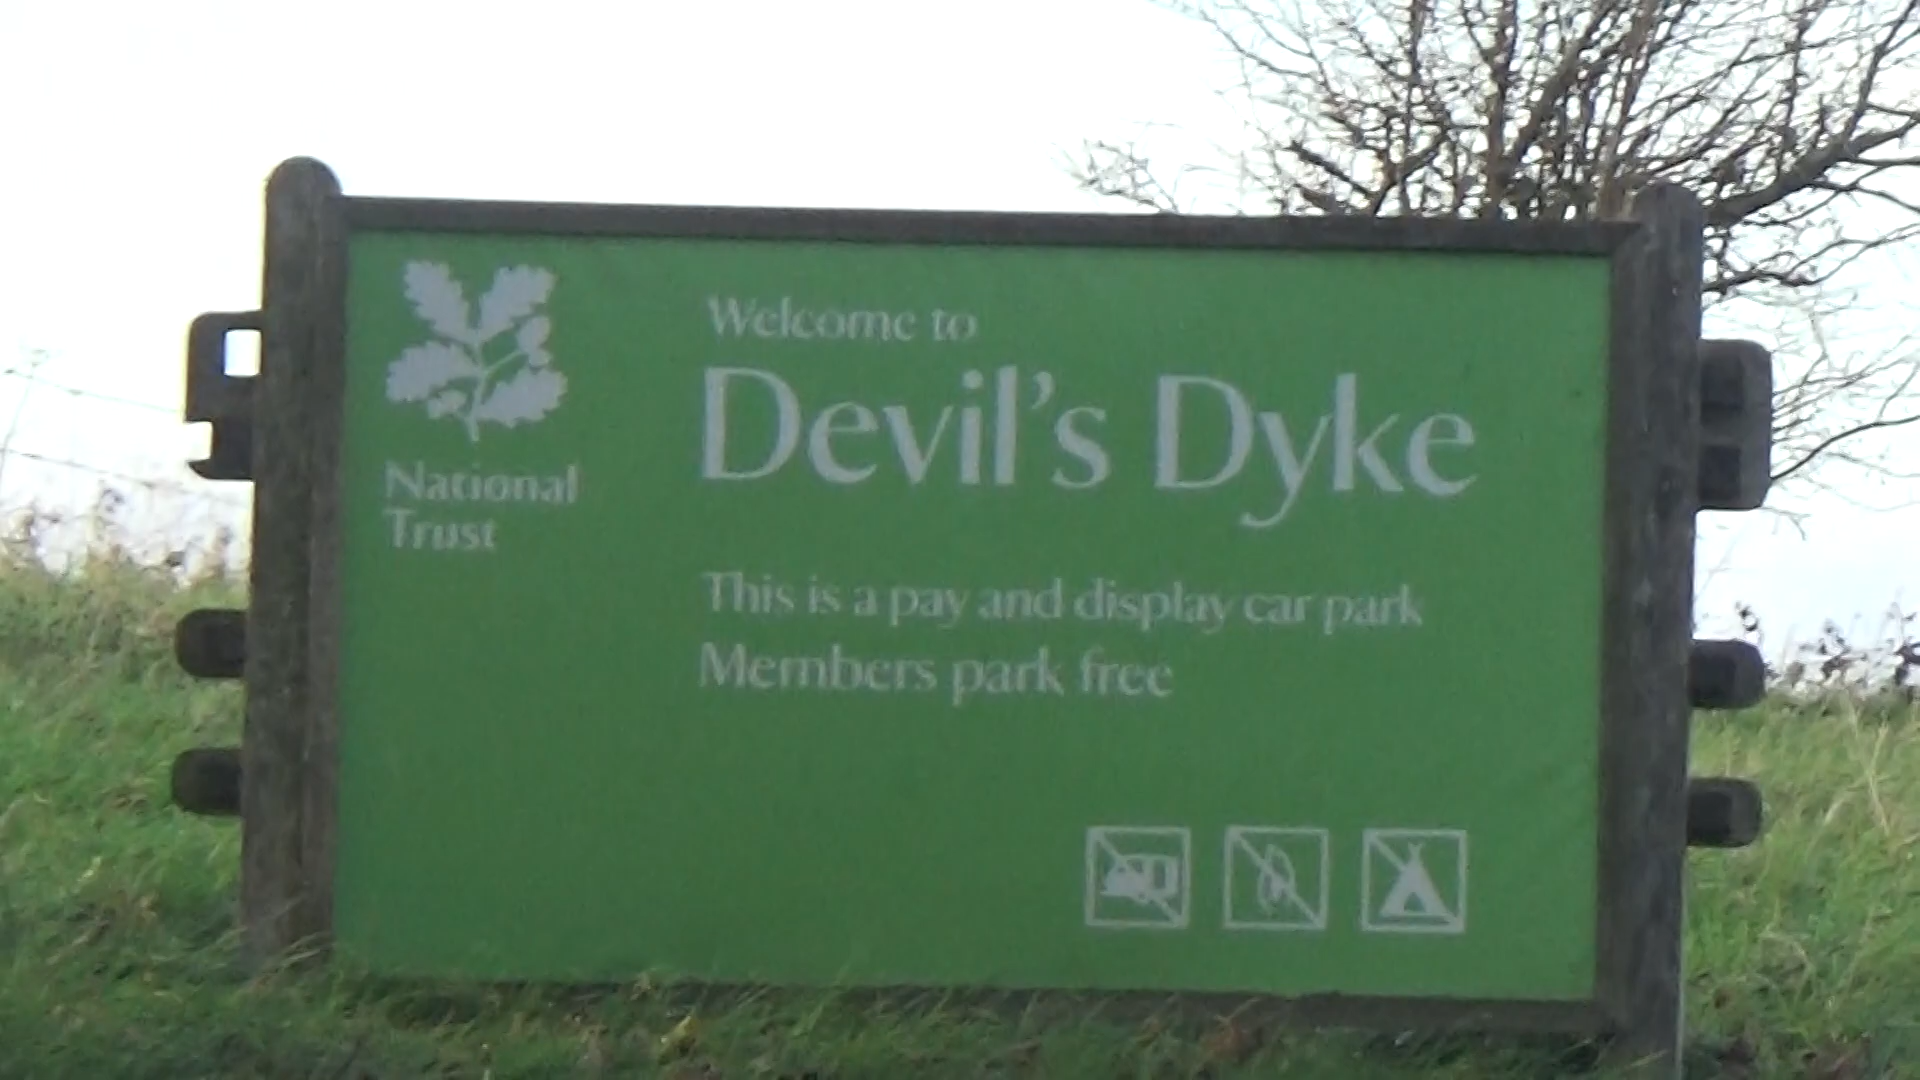 National
Trust
Welcome to
Devil's Dyke
This is a pay and display car park
Members park free